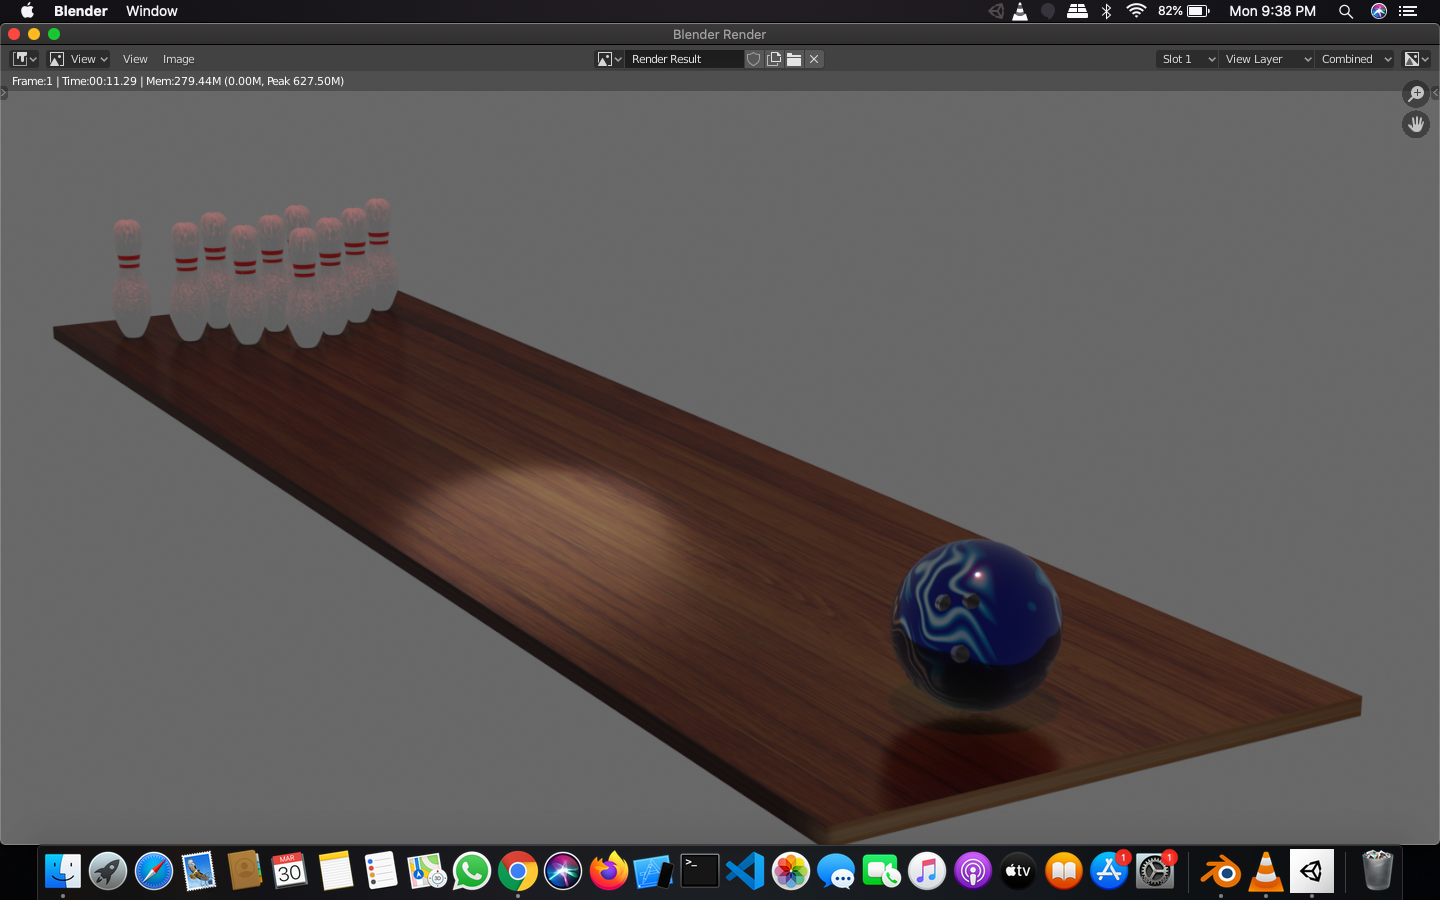 Blender Window 82% Mon 9:38 PM
Blender Render
View View Image Render Result Slot 1 View Layer Combined
Frame:1 | Time:00:11.29 | Mem:279.44M (0.00M, Peak 627.50M)
MAR
30
>_
30
tv
1
1